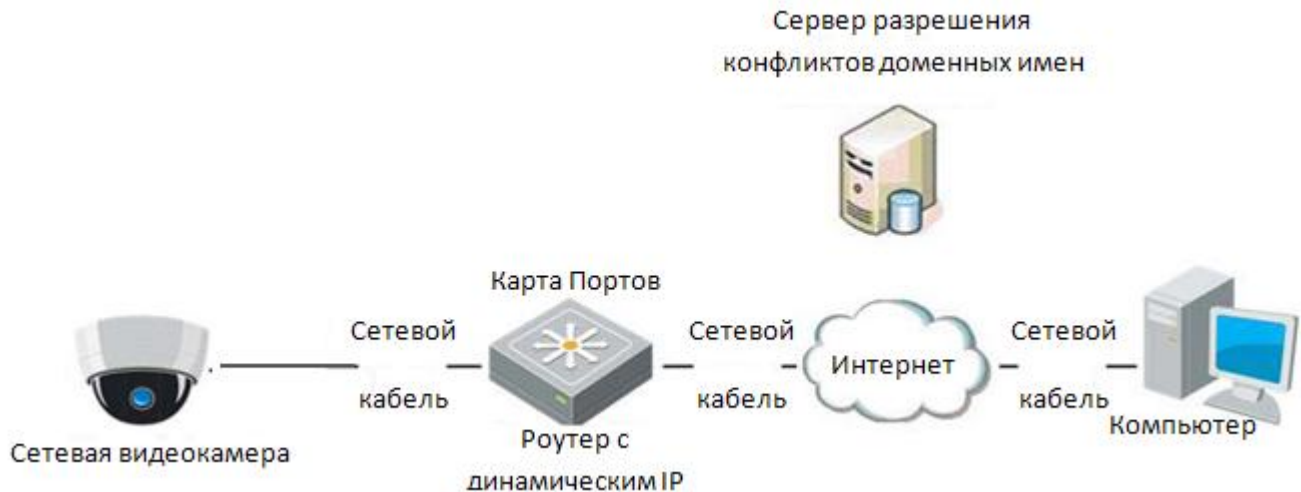 Сервер разрешения
конфликтов доменных имен
Карта Портов
Сетевой
кабель
Сетевой
кабель
Интернет
Сетевой
кабель
Сетевая видеокамера
Роутер с
динамическим IP
Компьютер